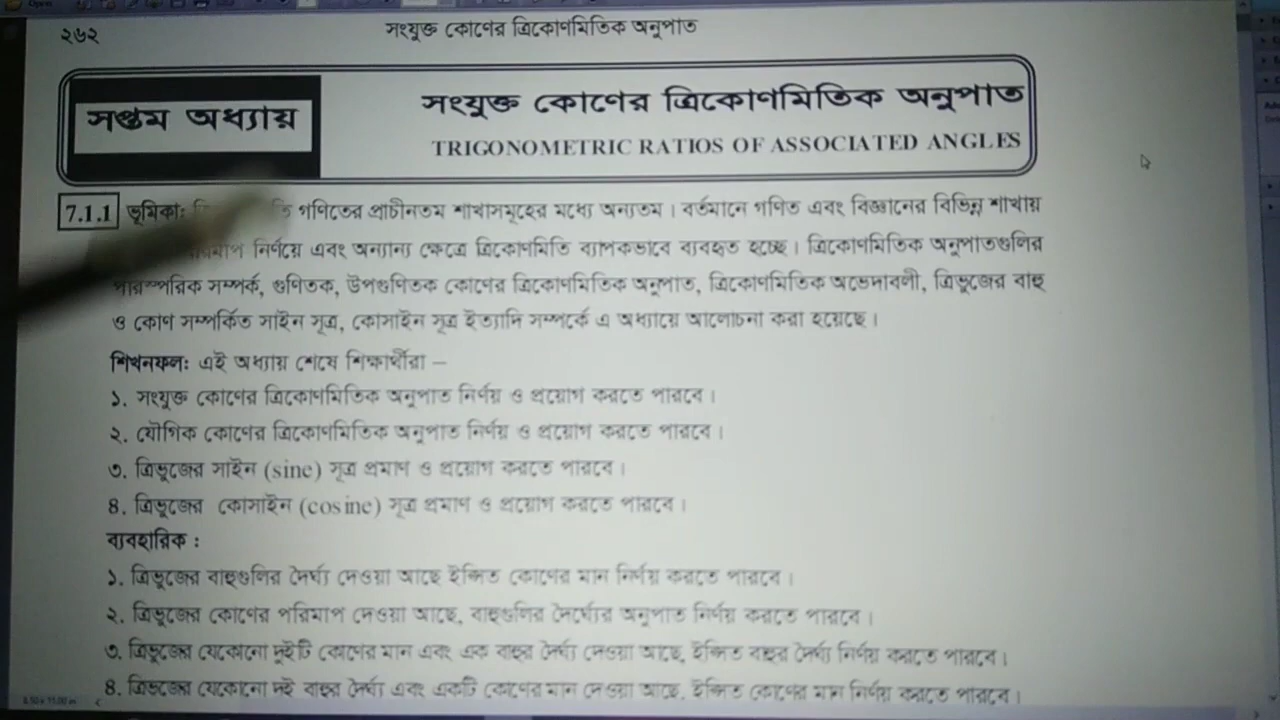 ২৬২
সংযুক্ত কোণের ত্রিকোণমিতিক অনুপাত
সপ্তম অধ্যায়
সংযুক্ত কোণের ত্রিকোণমিতিক অনুপাত
TRIGONOMETRIC RATIOS OF ASSOCIATED ANGLES
7.1.1 ভূমিকা: গণিতের প্রাচীনতম শাখাসমূহের মধ্যে অন্যতম। বর্তমানে গণিত এবং বিজ্ঞানের বিভিন্ন শাখায়
নির্ণয়ে এবং অন্যান্য ক্ষেত্রে ত্রিকোণমিতি ব্যাপকভাবে ব্যবহৃত হচ্ছে। ত্রিকোণমিতিক অনুপাতগুলির
পারস্পরিক সম্পর্ক, গুণিতক, উপগুণিতক কোণের ত্রিকোণমিতিক অনুপাত, ত্রিকোণমিতিক অভেদাবলী, ত্রিভুজের বাহু
ও কোণ সম্পর্কিত সাইন সূত্র, কোসাইন সূত্র ইত্যাদি সম্পর্কে এ অধ্যায়ে আলোচনা করা হয়েছে।
শিখনফল: এই অধ্যায় শেষে শিক্ষার্থীরা –
১. সংযুক্ত কোণের ত্রিকোণমিতিক অনুপাত নির্ণয় ও প্রয়োগ করতে পারবে।
২. যৌগিক কোণের ত্রিকোণমিতিক অনুপাত নির্ণয় ও প্রয়োগ করতে পারবে।
৩. ত্রিভুজের সাইন (sine) সূত্র প্রমাণ ও প্রয়োগ করতে পারবে।
৪. ত্রিভুজের কোসাইন (cosine) সূত্র প্রমাণ ও প্রয়োগ করতে পারবে।
ব্যবহারিক :
১. ত্রিভুজের বাহুগুলির দৈর্ঘ্য দেওয়া আছে ইপ্সিত কোণের মান নির্ণয় করতে পারবে।
২. ত্রিভুজের কোণের পরিমাপ দেওয়া আছে, বাহুগুলির দৈর্ঘ্যের অনুপাত নির্ণয় করতে পারবে।
৩. ত্রিভুজের যেকোনো দুইটি কোণের মান এবং এক বাহুর দৈর্ঘ্য দেওয়া আছে, ইপ্সিত বাহুর দৈর্ঘ্য নির্ণয় করতে পারবে।
৪. ত্রিভুজের যেকোনো দুই বাহুর দৈর্ঘ্য এবং একটি কোণের মান দেওয়া আছে, ইপ্সিত কোণের মান নির্ণয় করতে পারবে।